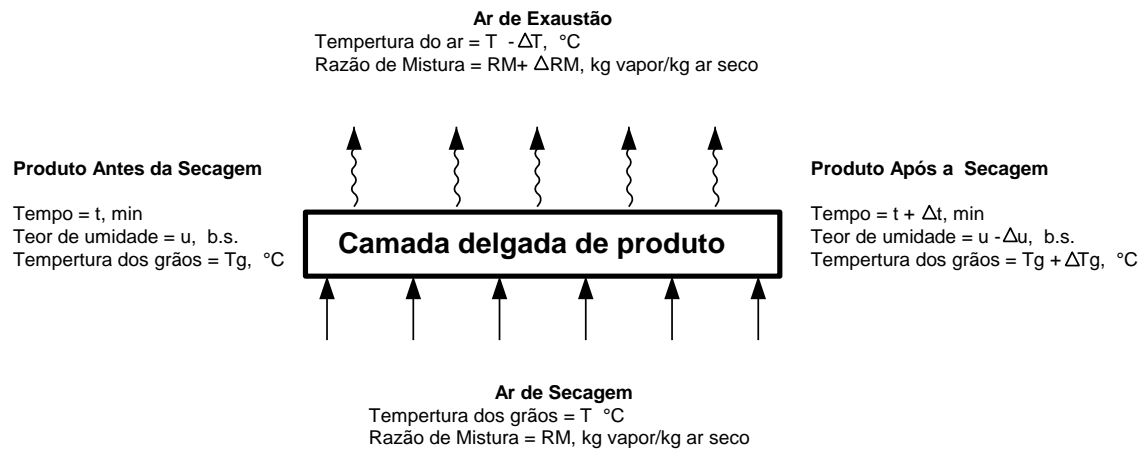 Ar de Exaustão
Tempertura do ar = T - ΔT, °C
Razão de Mistura = RM+ ΔRM, kg vapor/kg ar seco
Produto Antes da Secagem
Tempo = t, min
Teor de umidade = u, b.s.
Tempertura dos grãos = Tg, °C
Camada delgada de produto
Produto Após a Secagem
Tempo = t + Δt, min
Teor de umidade = u - Δu, b.s.
Tempertura dos grãos = Tg + ΔTg, °C
Ar de Secagem
Tempertura dos grãos = T °C
Razão de Mistura = RM, kg vapor/kg ar seco